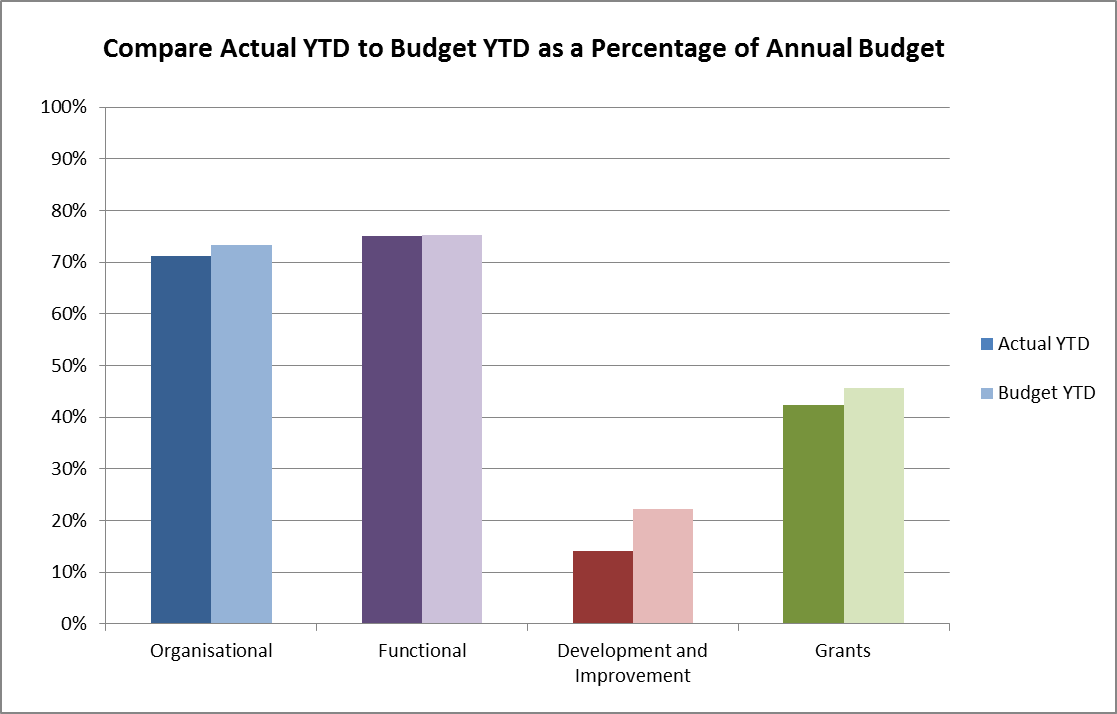 Compare Actual YTD to Budget YTD as a Percentage of Annual Budget
100%
90%
80%
70%
60%
50%
40%
30%
20%
10%
0%
Organisational
Functional
Development and
Improvement
Grants
Actual YTD
Budget YTD